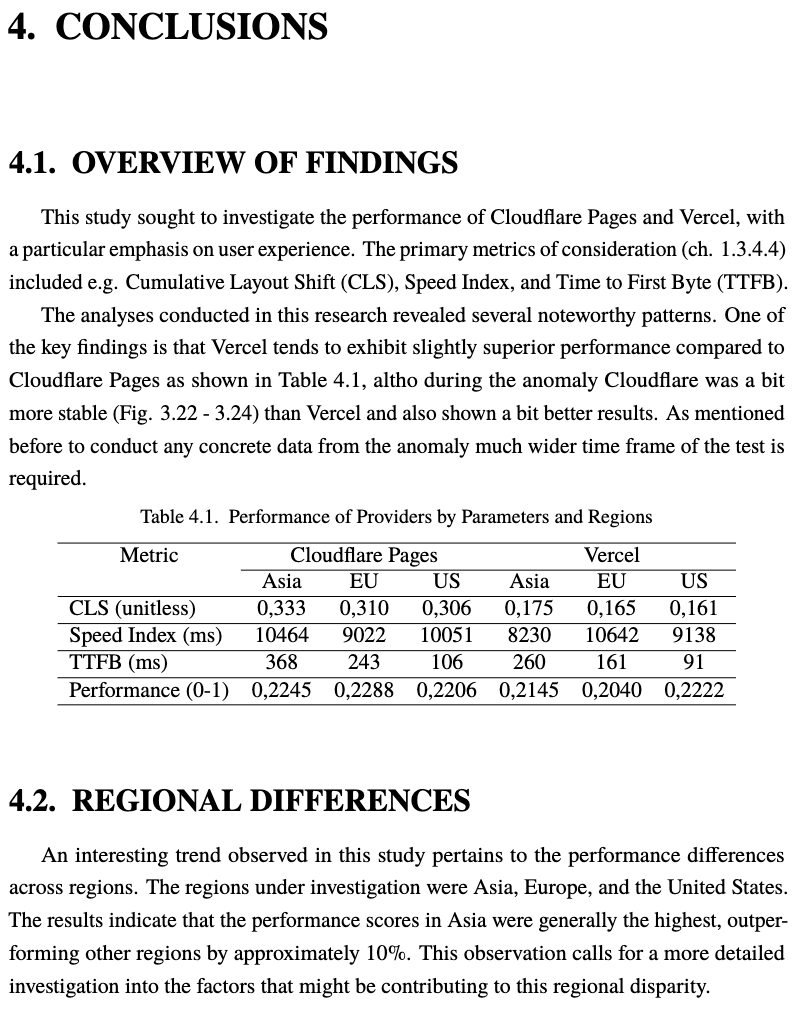 4. CONCLUSIONS
4.1. OVERVIEW OF FINDINGS
This study sought to investigate the performance of Cloudflare Pages and Vercel, with
a particular emphasis on user experience. The primary metrics of consideration (ch. 1.3.4.4)
included e.g. Cumulative Layout Shift (CLS), Speed Index, and Time to First Byte (TTFB).
The analyses conducted in this research revealed several noteworthy patterns. One of
the key findings is that Vercel tends to exhibit slightly superior performance compared to
Cloudflare Pages as shown in Table 4.1, altho during the anomaly Cloudflare was a bit
more stable (Fig. 3.22 - 3.24) than Vercel and also shown a bit better results. As mentioned
before to conduct any concrete data from the anomaly much wider time frame of the test is
required.
Table 4.1. Performance of Providers by Parameters and Regions
Metric Cloudflare Pages Vercel
Asia EU US Asia EU US
CLS (unitless) 0,333 0,310 0,306 0,175 0,165 0,161
Speed Index (ms) 10464 9022 10051 8230 10642 9138
TTFB (ms) 368 243 106 260 161 91
Performance (0-1) 0,2245 0,2288 0,2206 0,2145 0,2040 0,2222
4.2. REGIONAL DIFFERENCES
An interesting trend observed in this study pertains to the performance differences
across regions. The regions under investigation were Asia, Europe, and the United States.
The results indicate that the performance scores in Asia were generally the highest, outper-
forming other regions by approximately 10%. This observation calls for a more detailed
investigation into the factors that might be contributing to this regional disparity.